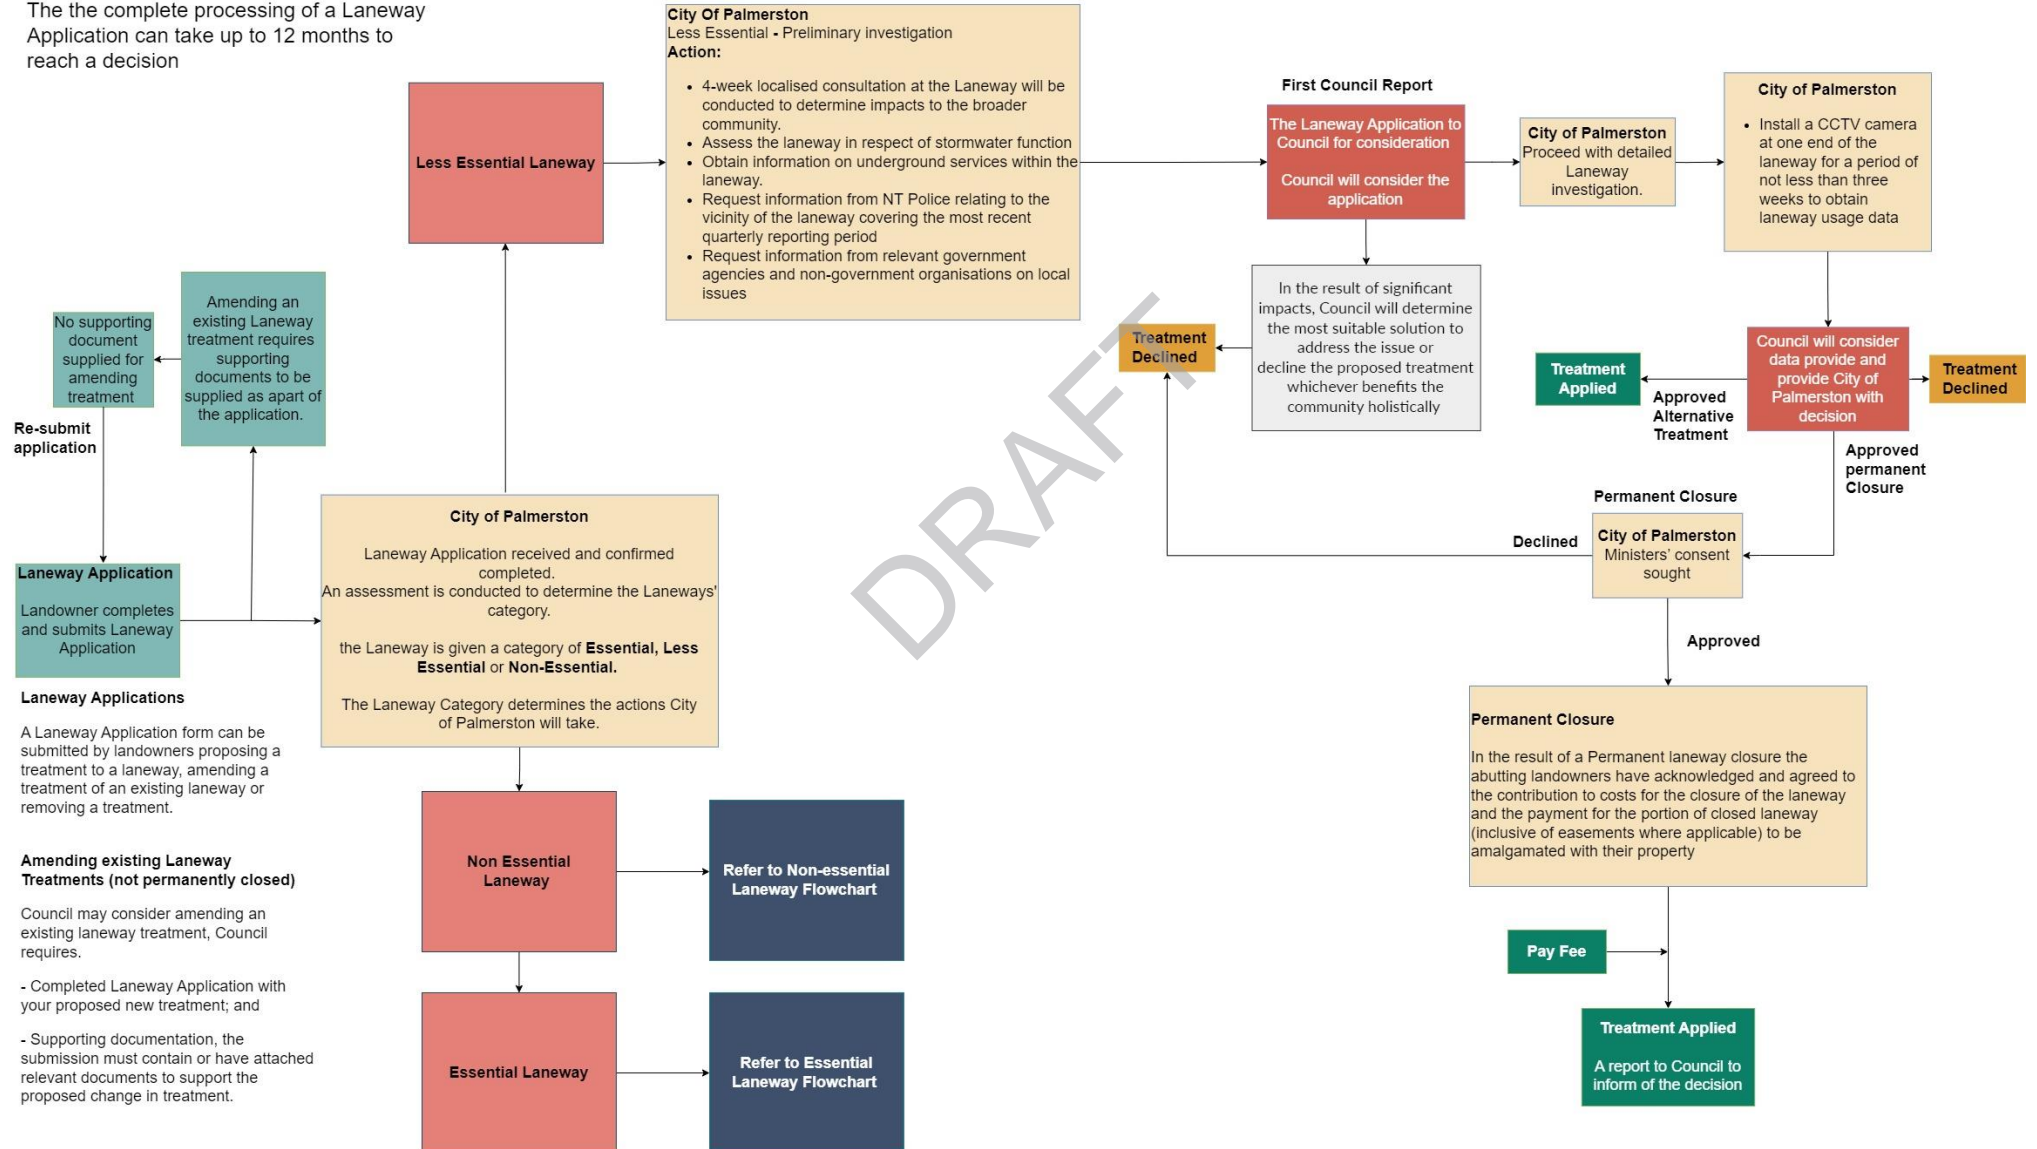 The the complete processing of a Laneway
Application can take up to 12 months to
reach a decision
No supporting
document
supplied for
amending
treatment
Amending an
existing Laneway
treatment requires
supporting
documents to be
supplied as apart of
the application.
Re-submit
application
Laneway Application
Landowner completes
and submits Laneway
Application
Laneway Applications
A Laneway Application form can be
submitted by landowners proposing a
treatment to a laneway, amending a
treatment of an existing laneway or
removing a treatment.
Amending existing Laneway
Treatments (not permanently closed)
Council may consider amending an
existing laneway treatment, Council
requires.
- Completed Laneway Application with
your proposed new treatment; and
- Supporting documentation, the
submission must contain or have attached
relevant documents to support the
proposed change in treatment.
City of Palmerston
Laneway Application received and confirmed
completed.
An assessment is conducted to determine the Laneways'
category.
the Laneway is given a category of Essential, Less
Essential or Non-Essential.
The Laneway Category determines the actions City
of Palmerston will take.
Less Essential Laneway
Non Essential
Laneway
Refer to Non-essential
Laneway Flowchart
Essential Laneway
Refer to Essential
Laneway Flowchart
City Of Palmerston
Less Essential - Preliminary investigation
Action:
• 4-week localised consultation at the Laneway will be
conducted to determine impacts to the broader
community.
• Assess the laneway in respect of stormwater function
• Obtain information on underground services within the
laneway.
• Request information from NT Police relating to the
vicinity of the laneway covering the most recent
quarterly reporting period
• Request information from relevant government
agencies and non-government organisations on local
issues
First Council Report
The Laneway Application to
Council for consideration
Council will consider the
application
In the result of significant
impacts, Council will determine
the most suitable solution to
address the issue or
decline the proposed treatment
whichever benefits the
community holistically
Treatment
Declined
City of Palmerston
Proceed with detailed
Laneway
investigation.
City of Palmerston
• Install a CCTV camera
at one end of the
laneway for a period of
not less than three
weeks to obtain
laneway usage data
Council will consider
data provide and
provide City of
Palmerston with
decision
Treatment
Applied
Approved
Alternative
Treatment
Treatment
Declined
Approved
permanent
Closure
Permanent Closure
City of Palmerston
Ministers' consent
sought
Declined
Approved
Permanent Closure
In the result of a Permanent laneway closure the
abutting landowners have acknowledged and agreed to
the contribution to costs for the closure of the laneway
and the payment for the portion of closed laneway
(inclusive of easements where applicable) to be
amalgamated with their property
Pay Fee
Treatment Applied
A report to Council to
inform of the decision
DRAFT